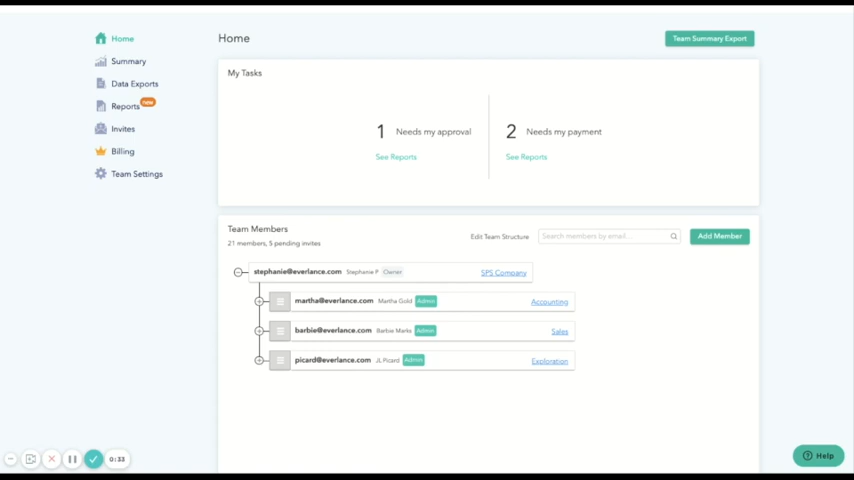 Home
Summary
Data Exports
Reports new
Invites
Billing
Team Settings
Home
Team Summary Export
My Tasks
1 Needs my approval
See Reports
2 Needs my payment
See Reports
Team Members
21 members, 5 pending invites
Edit Team Structure
Search members by email...
Add Member
stephanie@everlance.com Stephanie P Owner SPS Company
martha@everlance.com Martha Gold Admin Accounting
barbie@everlance.com Barbie Marks Admin Sales
picard@everlance.com JL Picard Admin Exploration
0:33
Help